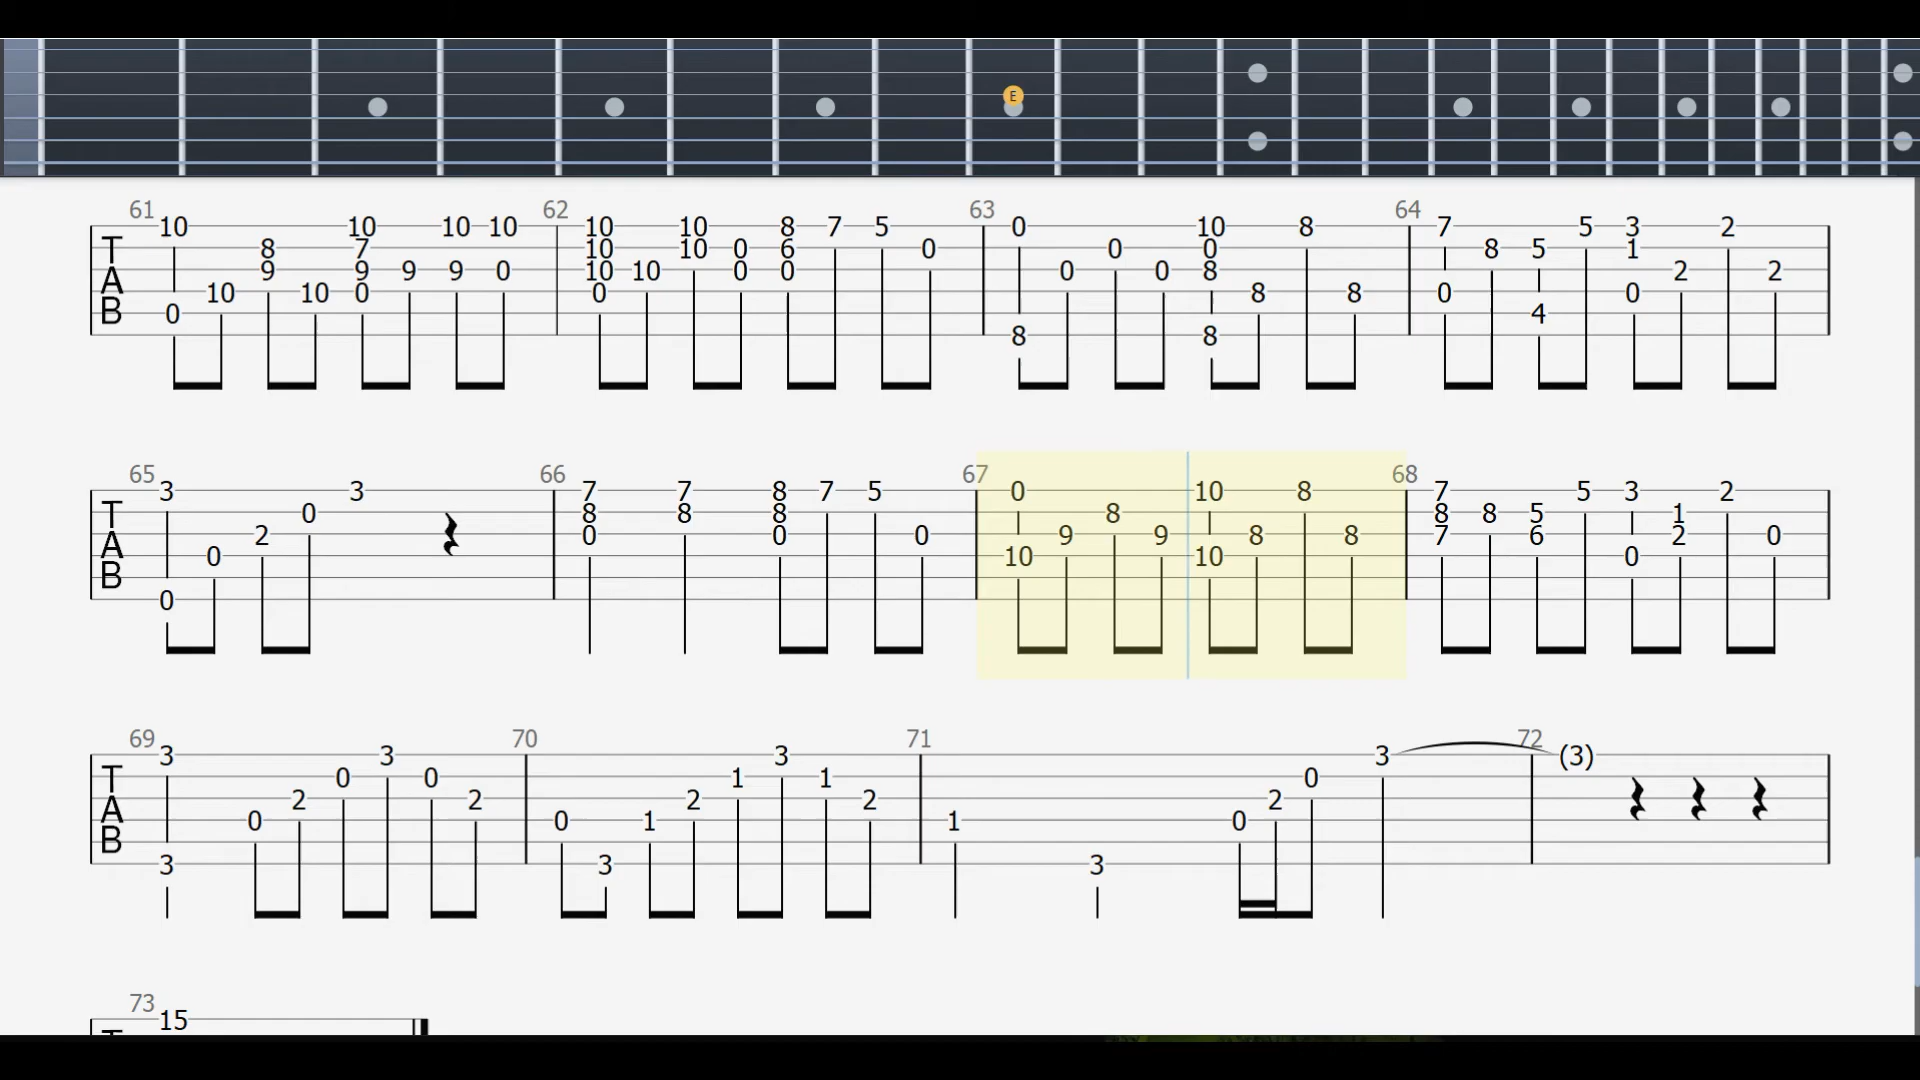 E
61 62 63 64
10 10 10 10 10 10 8 7 5 0 10 8 7 5 3 2
T 8 7 10 10 0 6 0 0 0 8 5 1
A 9 9 9 9 0 10 10 0 0 0 0 8 2 2
10 10 0 0 8 8 0 0
B 0 4
8 8
65 66 67 68
3 3 7 7 8 7 5 0 10 8 7 5 3 2
T 0 8 8 8 8 8 8 5 1
A 2 0 0 0 9 9 8 8 7 6 2 0
0 10 10 0
B
0
69 70 71 72
3 3 3 3 (3)
T 0 0 1 1 0
A 2 2 2 2 2
0 0 1 1 0
B
3 3 3
73
15